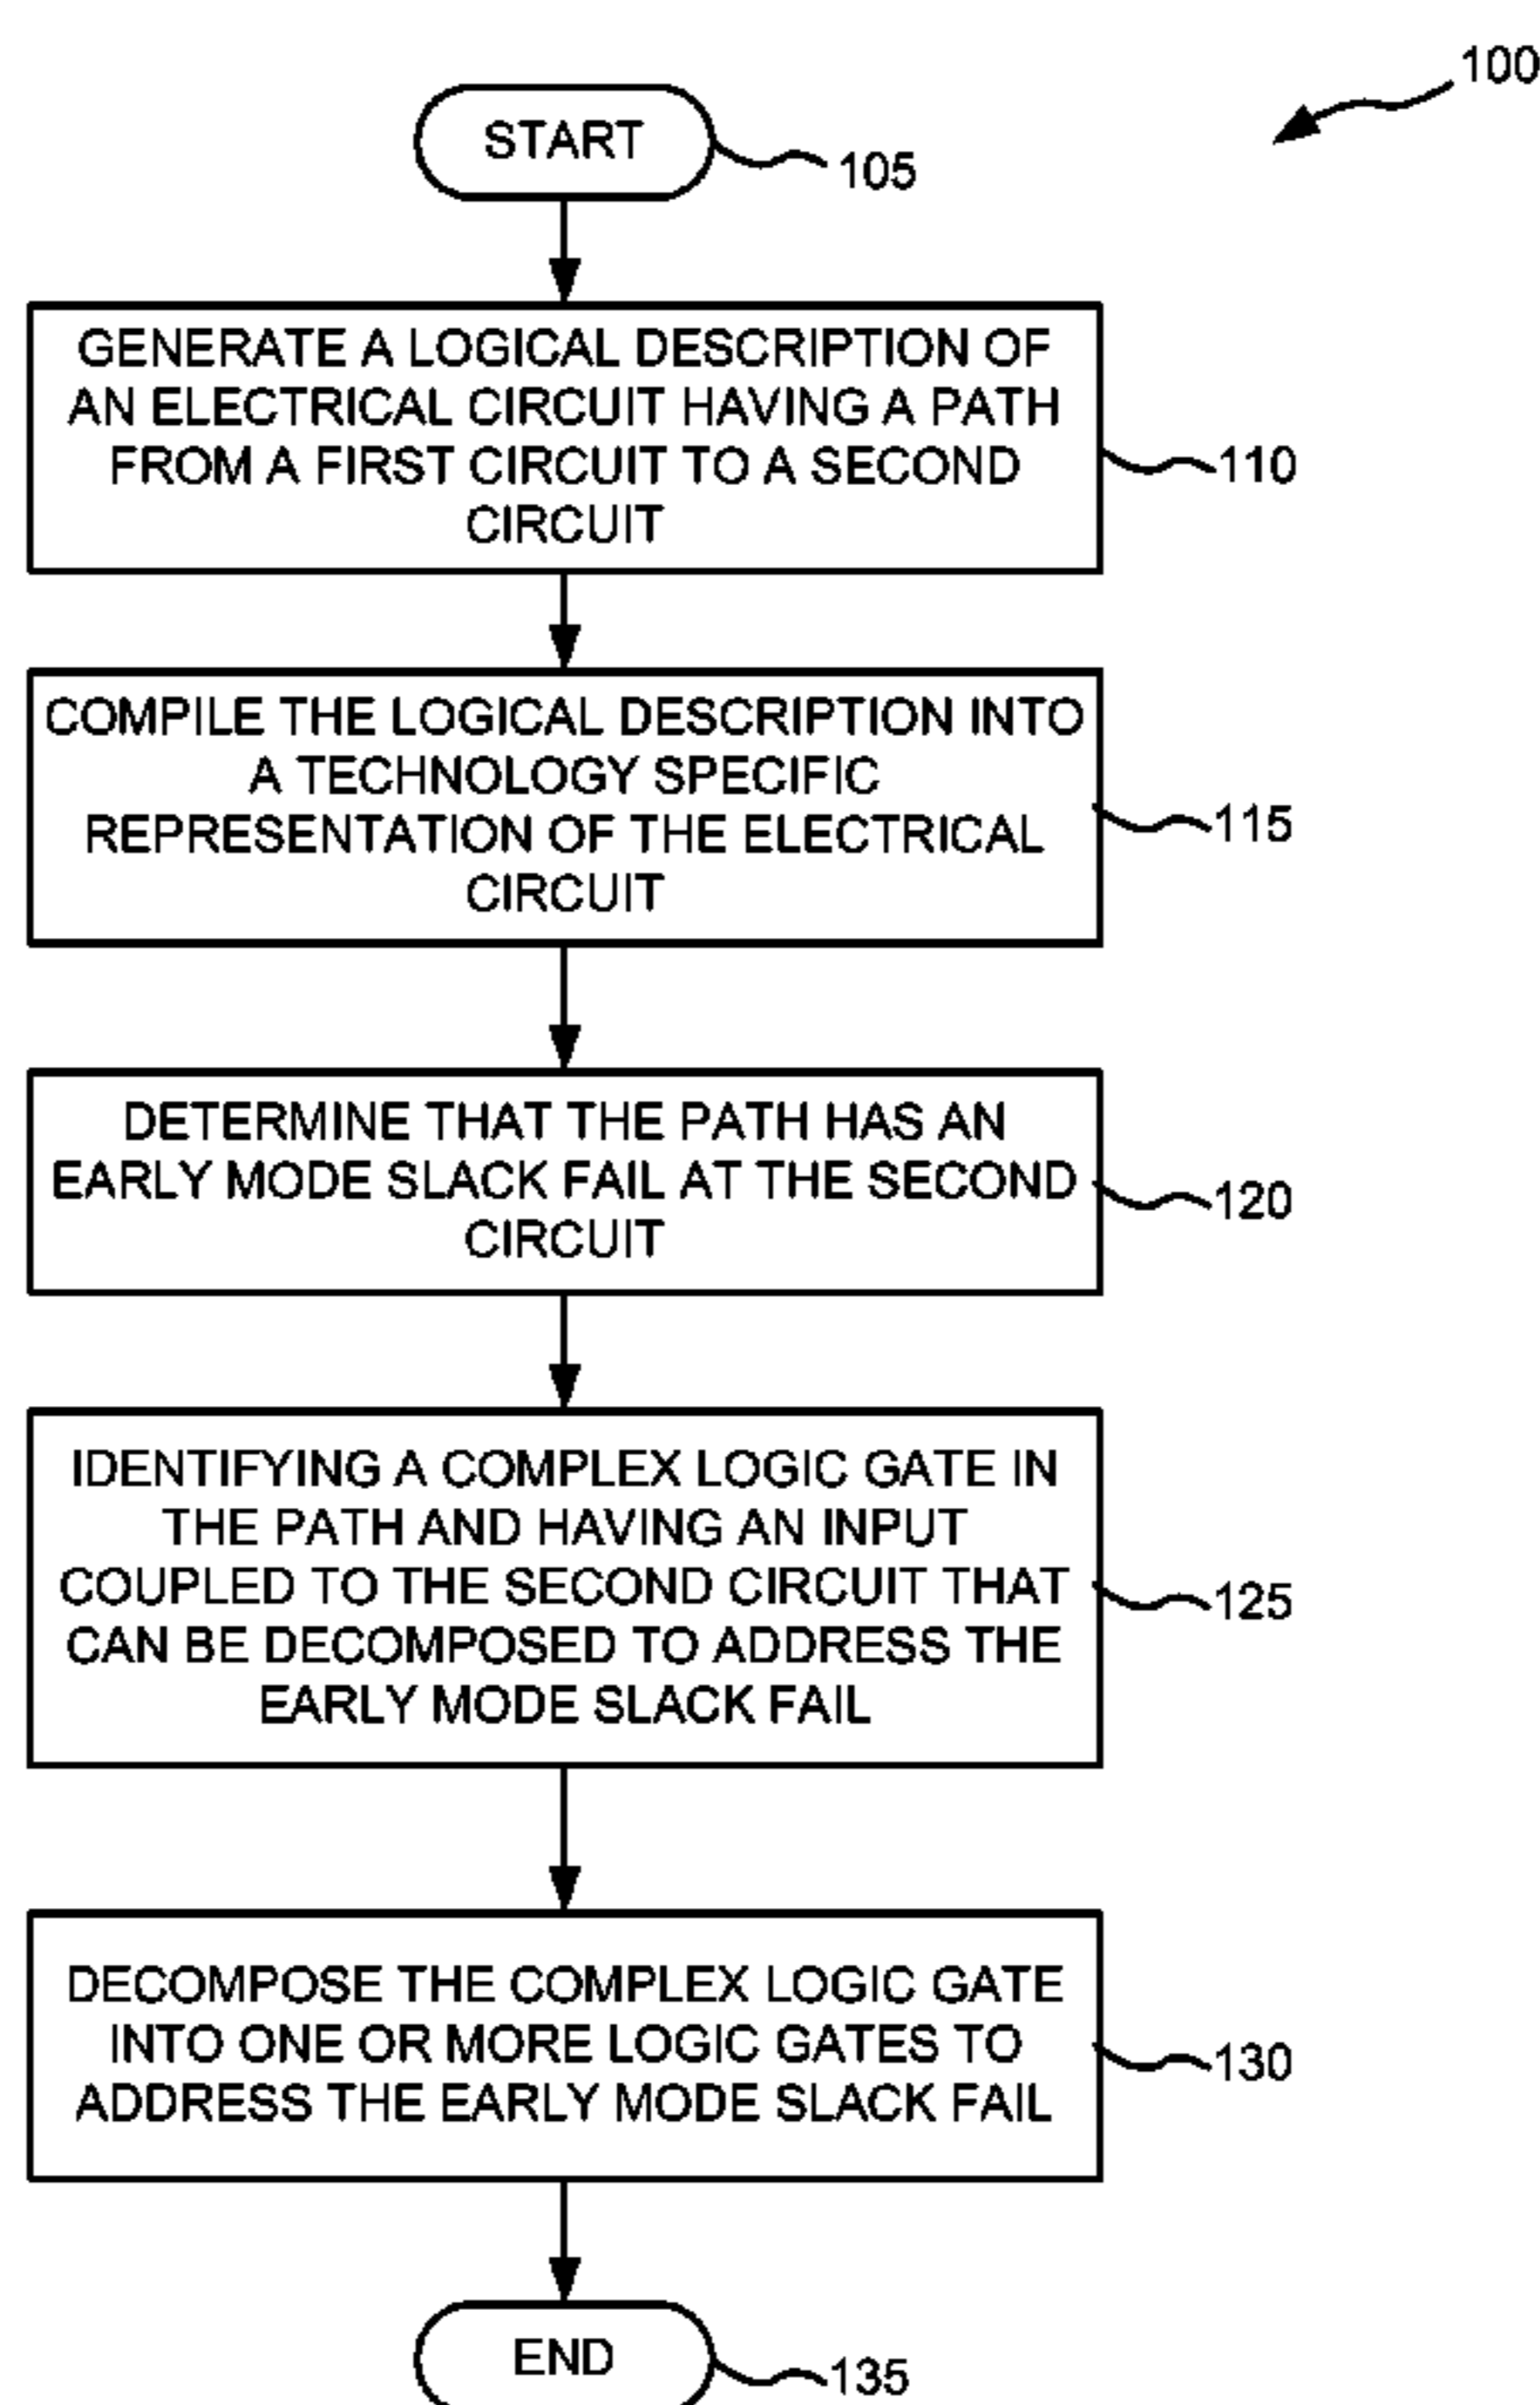 100
START
105
GENERATE A LOGICAL DESCRIPTION OF
AN ELECTRICAL CIRCUIT HAVING A PATH
FROM A FIRST CIRCUIT TO A SECOND
CIRCUIT
110
COMPILE THE LOGICAL DESCRIPTION INTO
A TECHNOLOGY SPECIFIC
REPRESENTATION OF THE ELECTRICAL
CIRCUIT
115
DETERMINE THAT THE PATH HAS AN
EARLY MODE SLACK FAIL AT THE SECOND
CIRCUIT
120
IDENTIFYING A COMPLEX LOGIC GATE IN
THE PATH AND HAVING AN INPUT
COUPLED TO THE SECOND CIRCUIT THAT
CAN BE DECOMPOSED TO ADDRESS THE
EARLY MODE SLACK FAIL
125
DECOMPOSE THE COMPLEX LOGIC GATE
INTO ONE OR MORE LOGIC GATES TO
ADDRESS THE EARLY MODE SLACK FAIL
130
END
135